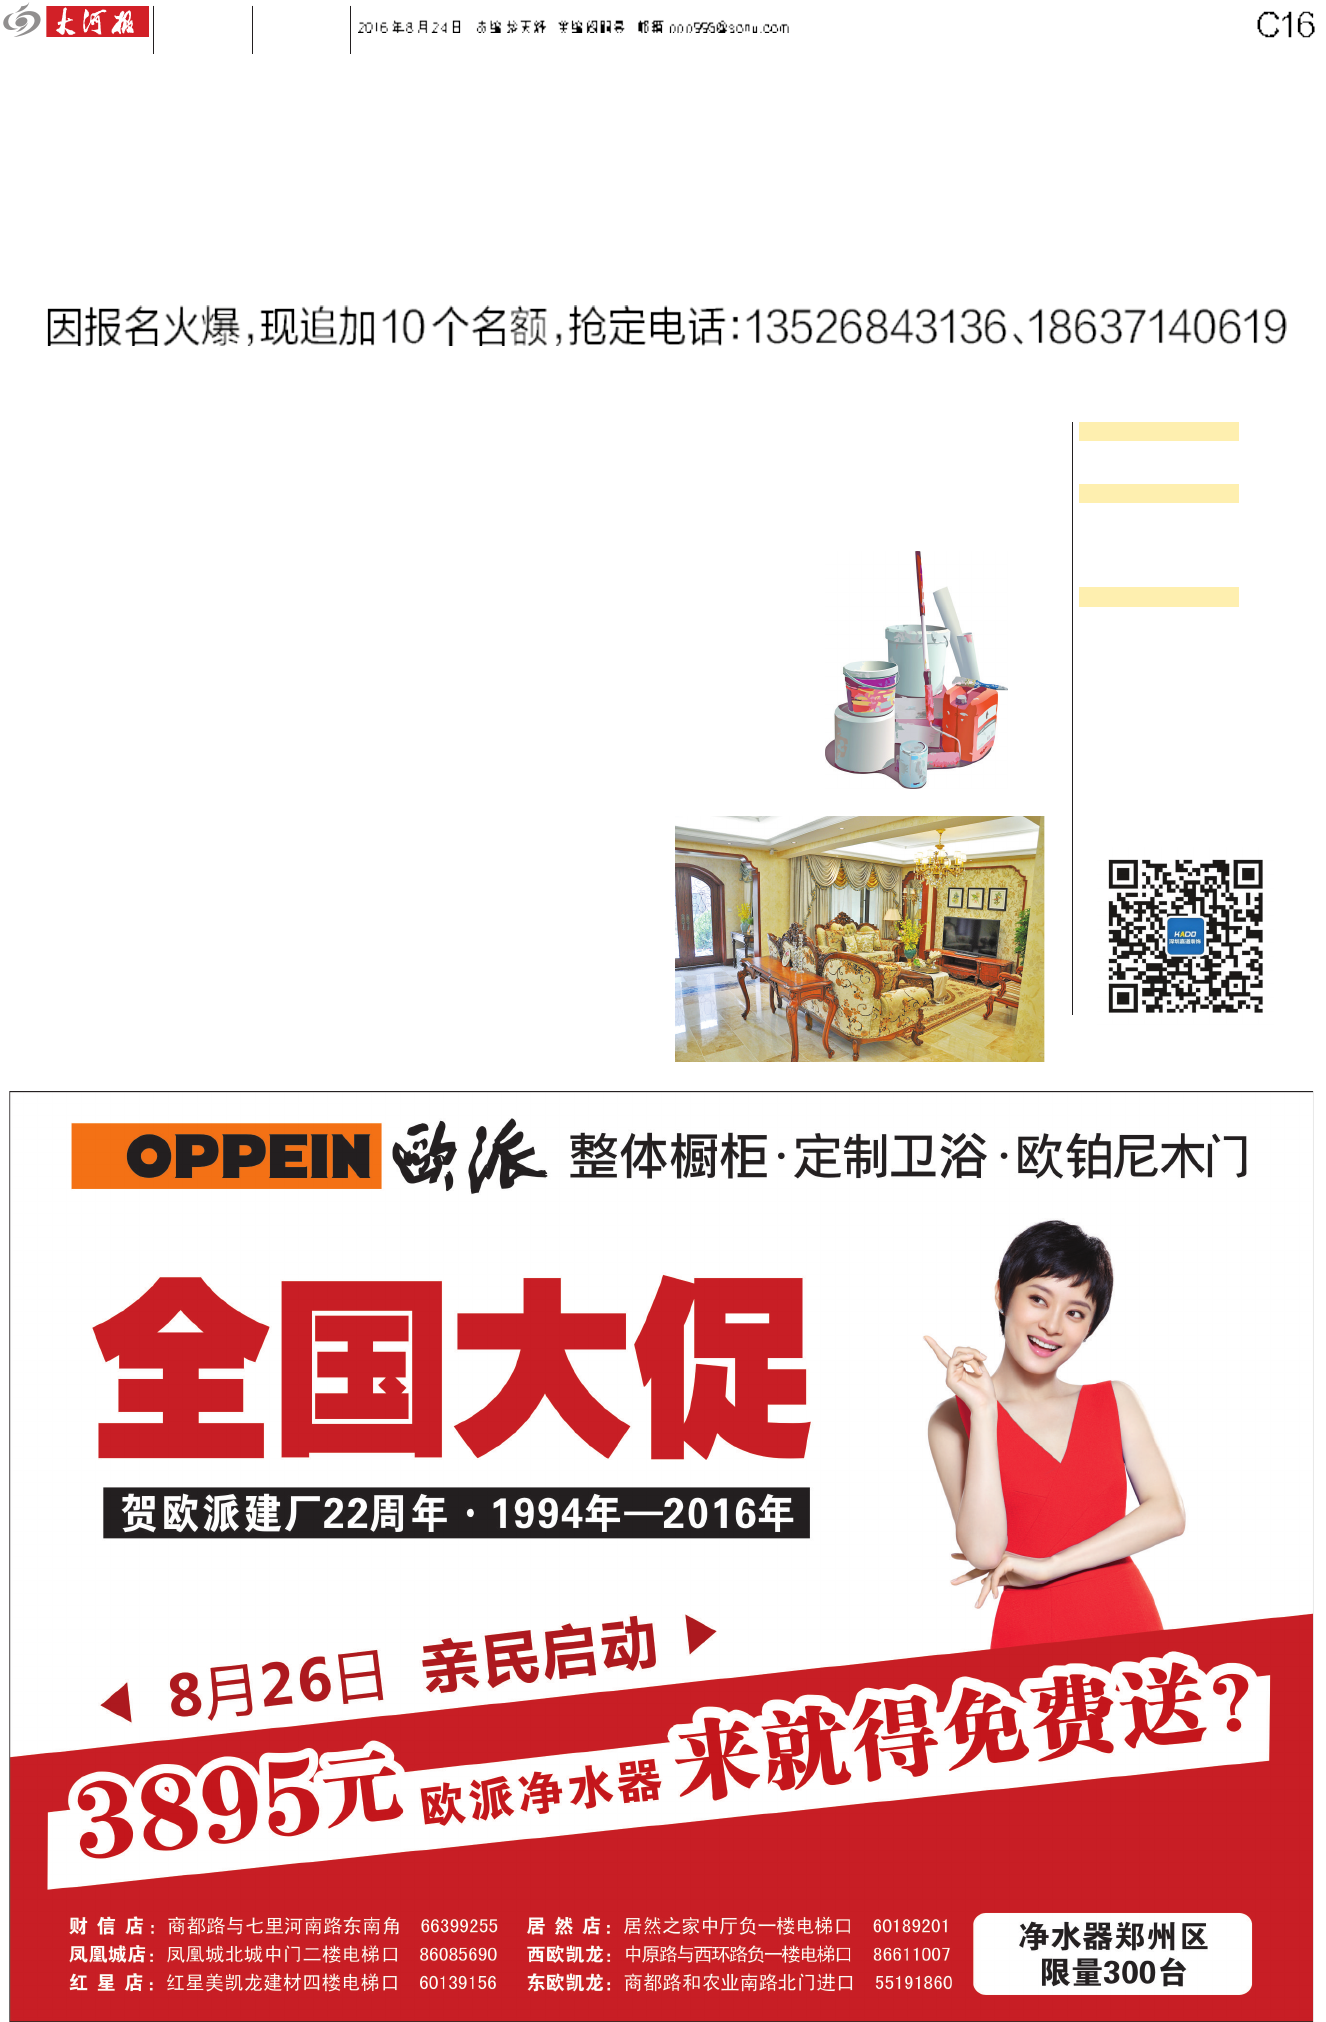 大河报
2016年8月24日
C16
因报名火爆,现追加10个名额,抢定电话:13526843136、18637140619
HAOO
深圳嘉道装饰
OPPEIN 欧派 整体橱柜·定制卫浴·欧铂尼木门
全国大促
贺欧派建厂22周年·1994年—2016年
8月26日 亲民启动
3895元 欧派净水器 来就得免费送?
财信店: 商都路与七里河南路东南角 66399255
凤凰城店: 凤凰城北城中门二楼电梯口 86085690
红星店: 红星美凯龙建材四楼电梯口 60139156
居然店: 居然之家中厅负一楼电梯口 60189201
西欧凯龙: 中原路与西环路负一楼电梯口 86611007
东欧凯龙: 商都路和农业南路北门进口 55191860
净水器郑州区
限量300台